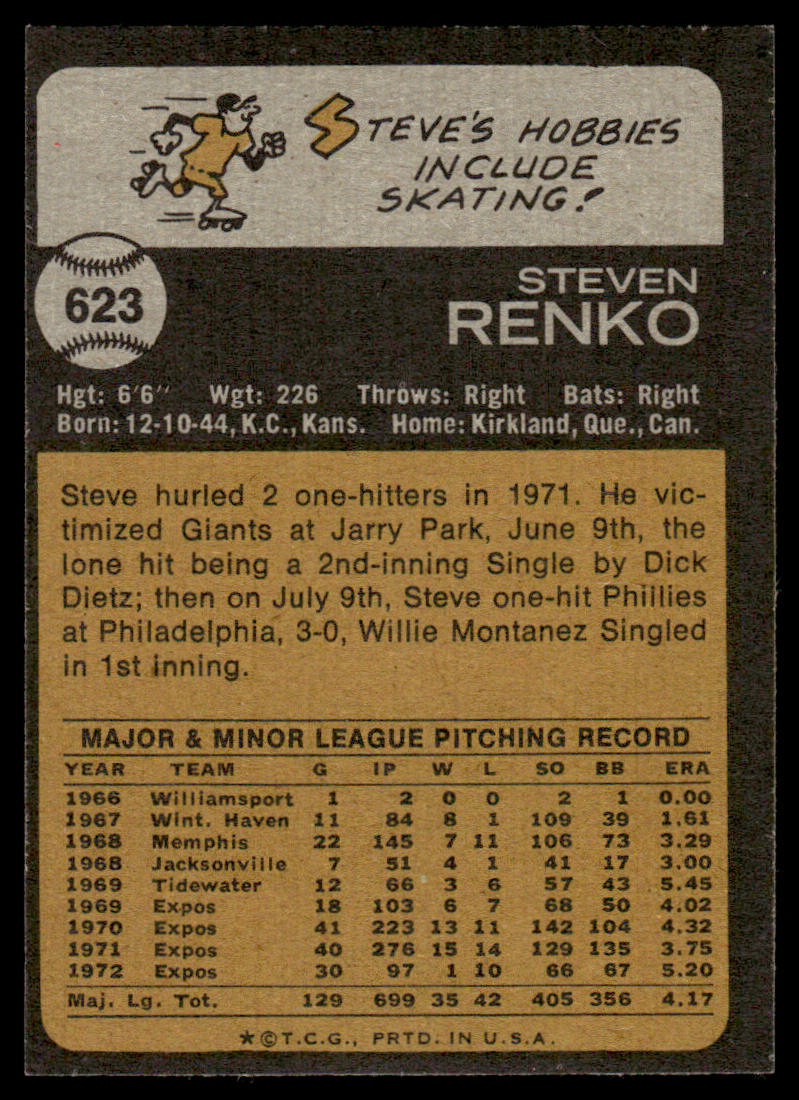 STEVE'S HOBBIES
INCLUDE
SKATING!
623
STEVEN
RENKO
Hgt: 6'6" Wgt: 226 Throws: Right Bats: Right
Born: 12-10-44, K.C., Kans. Home: Kirkland, Que., Can.
Steve hurled 2 one-hitters in 1971. He vic-
timized Giants at Jarry Park, June 9th, the
lone hit being a 2nd-inning Single by Dick
Dietz; then on July 9th, Steve one-hit Phillies
at Philadelphia, 3-0, Willie Montanez Singled
in 1st inning.
MAJOR & MINOR LEAGUE PITCHING RECORD
YEAR TEAM G IP W L SO BB ERA
1966 Williamsport 1 2 0 0 2 1 0.00
1967 Wint. Haven 11 84 8 1 109 39 1.61
1968 Memphis 22 145 7 11 106 73 3.29
1968 Jacksonville 7 51 4 1 41 17 3.00
1969 Tidewater 12 66 3 6 57 43 5.45
1969 Expos 18 103 6 7 68 50 4.02
1970 Expos 41 223 13 11 142 104 4.32
1971 Expos 40 276 15 14 129 135 3.75
1972 Expos 30 97 1 10 66 67 5.20
Maj. Lg. Tot. 129 699 35 42 405 356 4.17
★©T.C.G., PRTD. IN U.S.A.